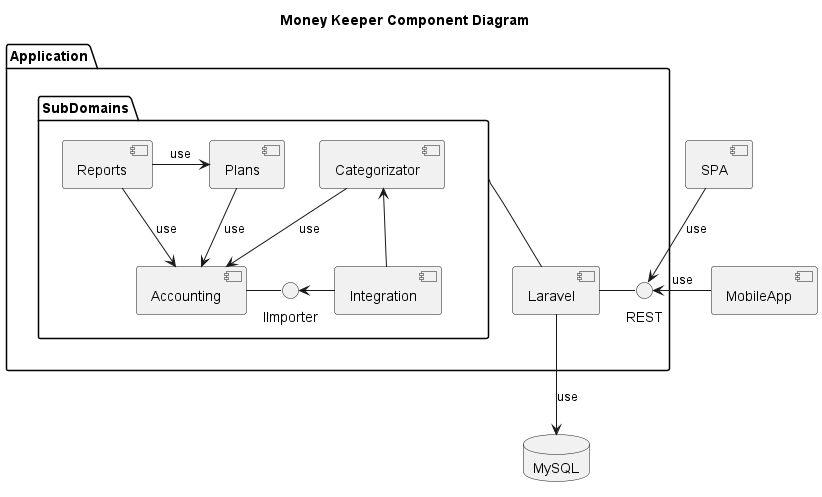 Money Keeper Component Diagram
Application
SubDomains
Reports
use
Plans
Categorizator
SPA
use
use
use
use
Accounting
IImporter
Integration
Laravel
REST
use
MobileApp
use
MySQL